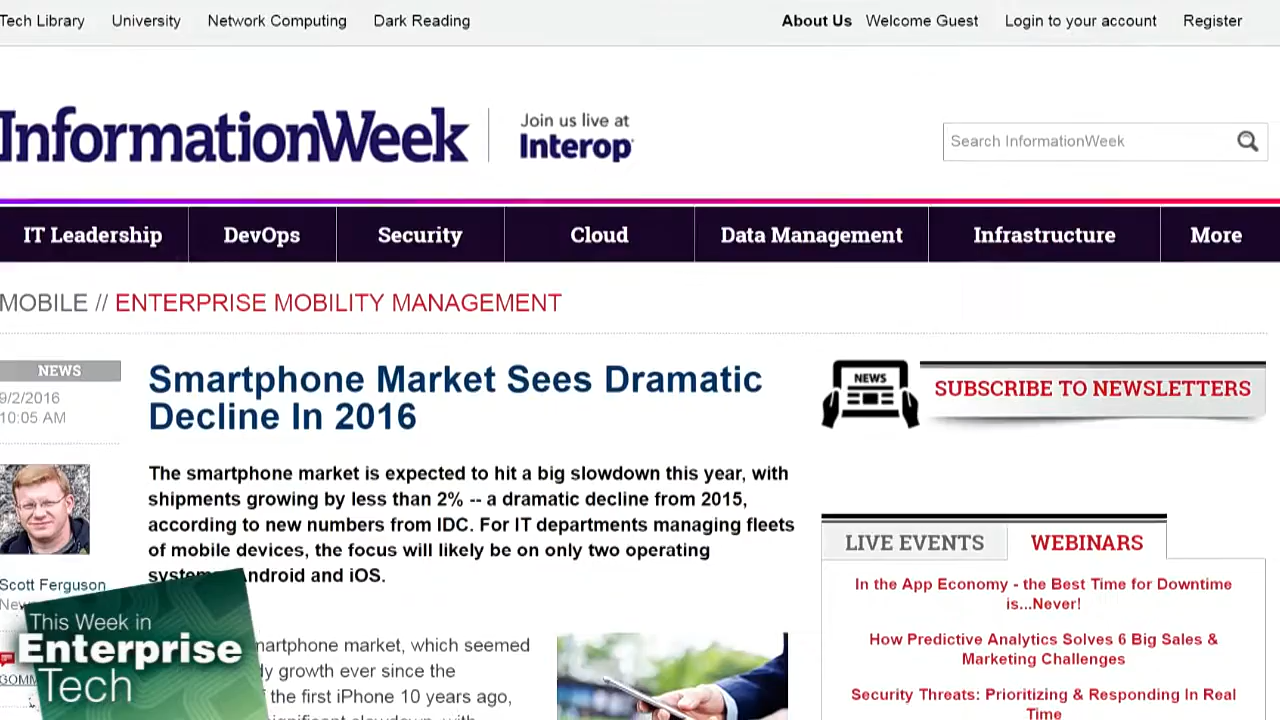 Tech Library University Network Computing Dark Reading About Us Welcome Guest Login to your account Register
InformationWeek
Join us live at
Interop
Search InformationWeek
IT Leadership DevOps Security Cloud Data Management Infrastructure More
MOBILE // ENTERPRISE MOBILITY MANAGEMENT
NEWS
9/2/2016
10:05 AM
Scott Ferguson
Smartphone Market Sees Dramatic
Decline In 2016
The smartphone market is expected to hit a big slowdown this year, with
shipments growing by less than 2% -- a dramatic decline from 2015,
according to new numbers from IDC. For IT departments managing fleets
of mobile devices, the focus will likely be on only two operating
Android and iOS.
martphone market, which seemed
growth ever since the
the first iPhone 10 years ago,
NEWS
SUBSCRIBE TO NEWSLETTERS
LIVE EVENTS WEBINARS
In the App Economy - the Best Time for Downtime
is...Never!
How Predictive Analytics Solves 6 Big Sales &
Marketing Challenges
Security Threats: Prioritizing & Responding In Real
Time
This Week in
Enterprise
Tech